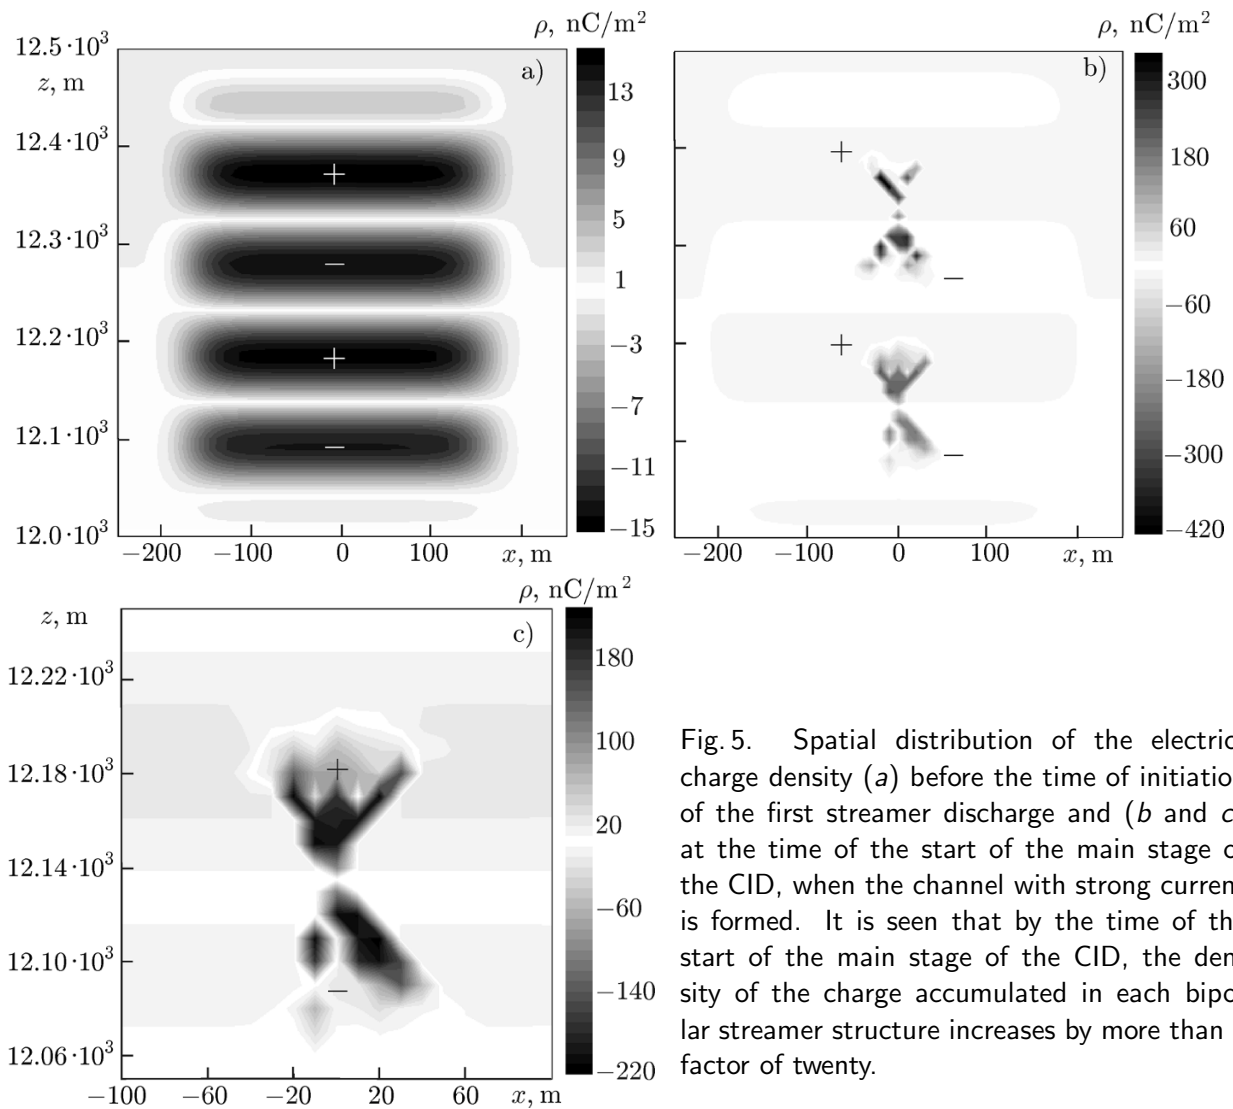 ρ, nC/m²
12.5·10³
z, m
a)
13
12.4·10³
9
+
5
12.3·10³
−
1
12.2·10³
−3
+
−7
12.1·10³
−
−11
12.0·10³
−15
−200 −100 0 100 x, m
ρ, nC/m²
b)
300
+
180
60
−
−60
+
−180
−
−300
−420
−200 −100 0 100 x, m
ρ, nC/m²
z, m
c)
180
12.22·10³
100
12.18·10³
+
20
12.14·10³
−60
12.10·10³
−
−140
12.06·10³
−220
−100 −60 −20 20 60 x, m
Fig. 5. Spatial distribution of the electric
charge density (a) before the time of initiation
of the first streamer discharge and (b and c
at the time of the start of the main stage o
the CID, when the channel with strong curren
is formed. It is seen that by the time of th
start of the main stage of the CID, the den
sity of the charge accumulated in each bipo
lar streamer structure increases by more than
factor of twenty.